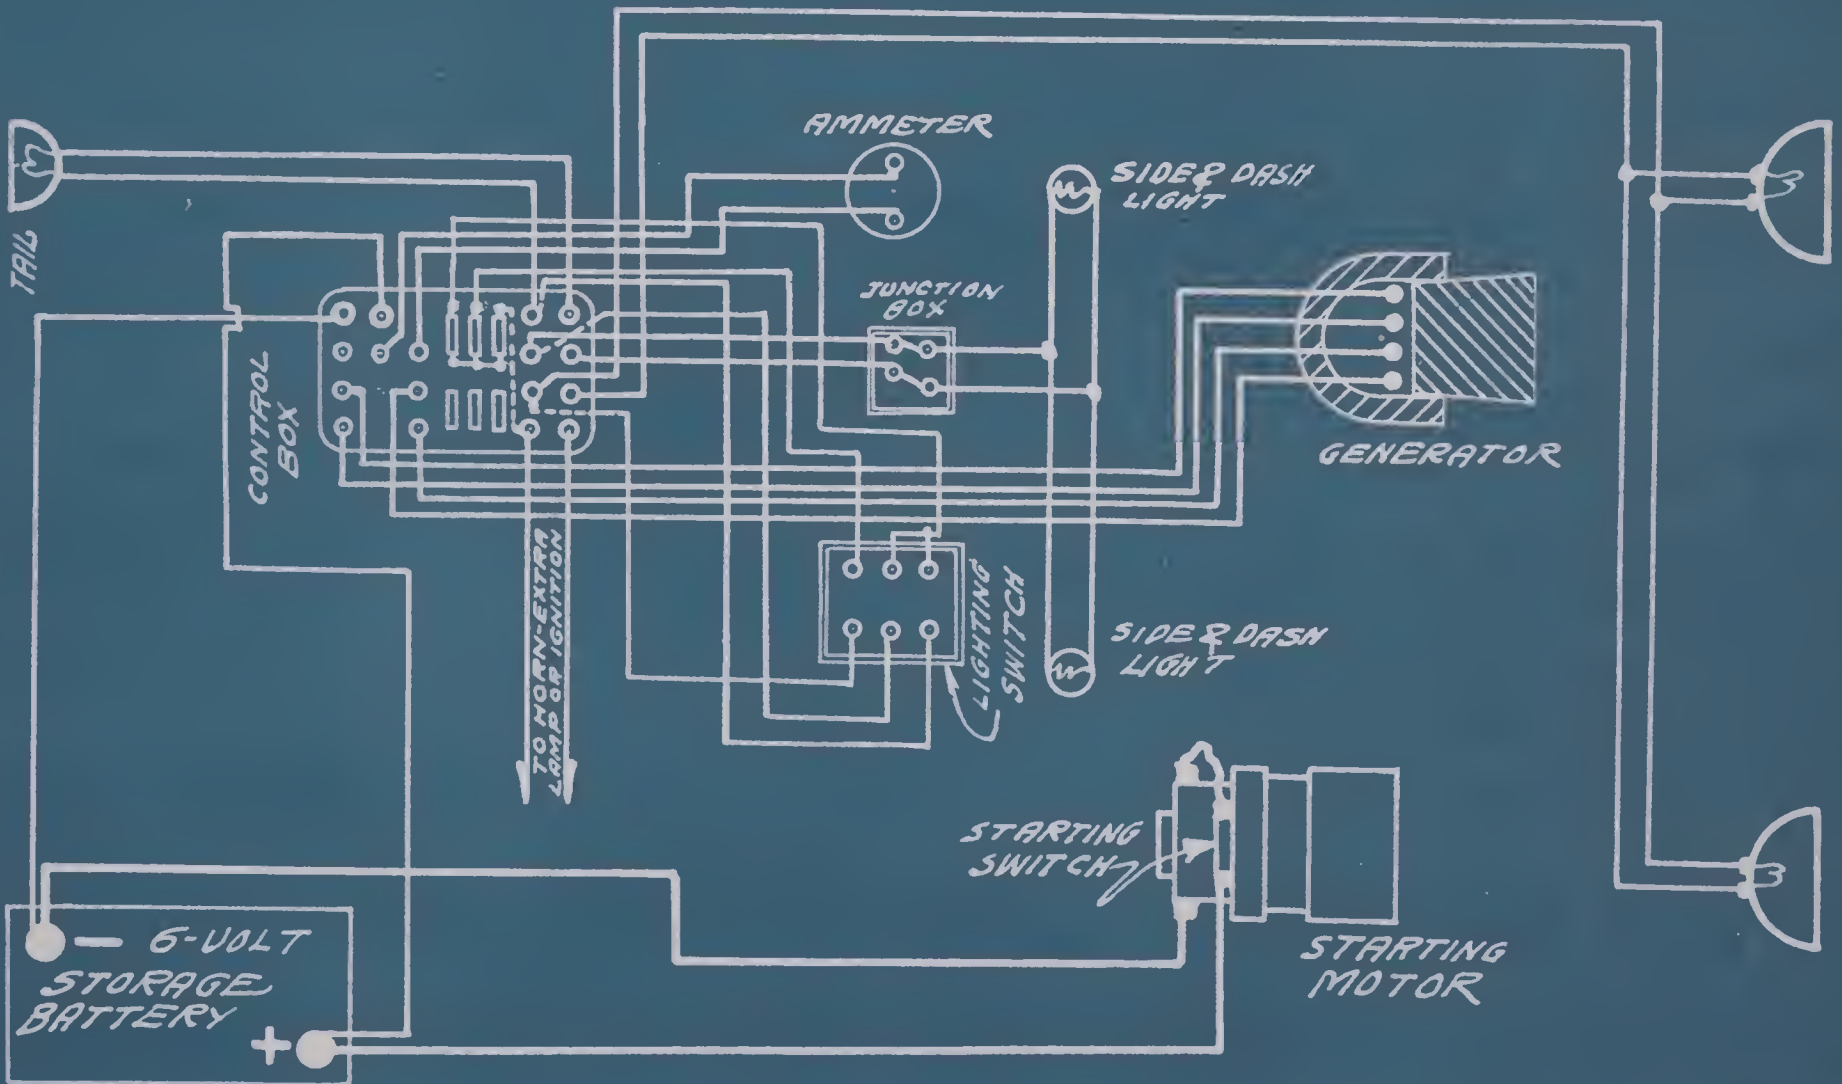 AMMETER
SIDE & DASH
LIGHT
TAIL
JUNCTION
BOX
CONTROL
BOX
GENERATOR
TO HORN-EXTRA
LAMP OR IGNITION
LIGHTING
SWITCH
SIDE & DASH
LIGHT
STARTING
SWITCH
— 6-VOLT
STORAGE
BATTERY
+
STARTING
MOTOR